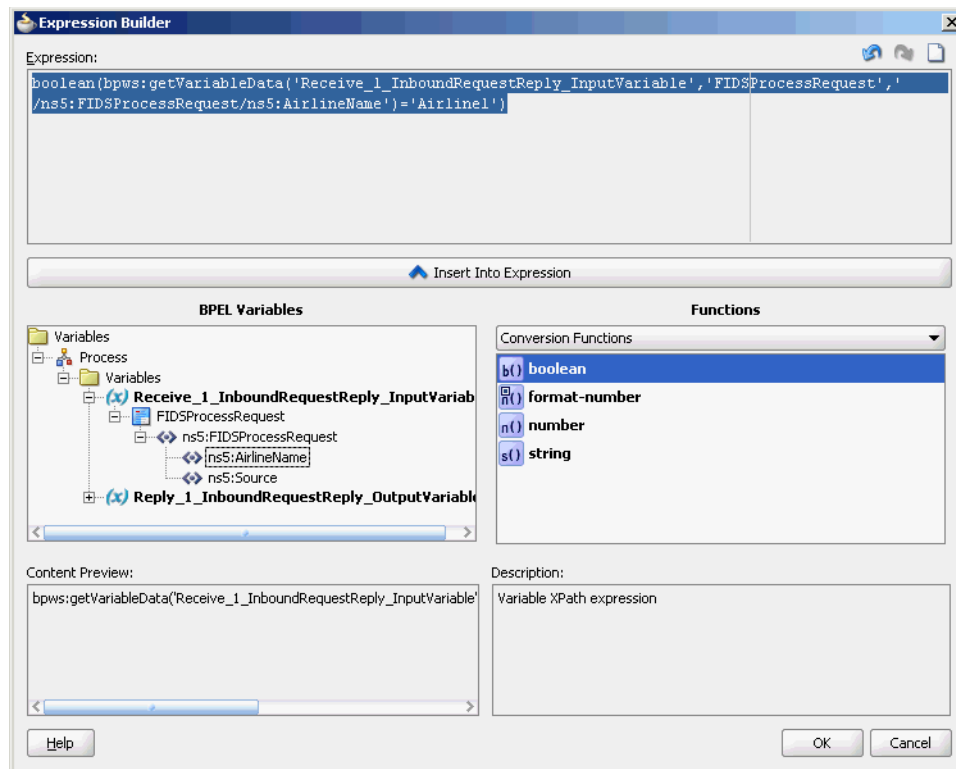 Expression Builder
Expression:
boolean(bpws:getVariableData('Receive_1_InboundRequestReply_InputVariable','FIDSProcessRequest','
/ns5:FIDSProcessRequest/ns5:AirlineName')='Airline1')
Insert Into Expression
BPEL Variables
Functions
Variables
Process
Variables
(x) Receive_1_InboundRequestReply_InputVariab
FIDSProcessRequest
ns5:FIDSProcessRequest
ns5:AirlineName
ns5:Source
(x) Reply_1_InboundRequestReply_OutputVariable
Conversion Functions
b() boolean
n() format-number
n() number
s() string
Content Preview:
bpws:getVariableData('Receive_1_InboundRequestReply_InputVariable'
Description:
Variable XPath expression
Help
OK
Cancel